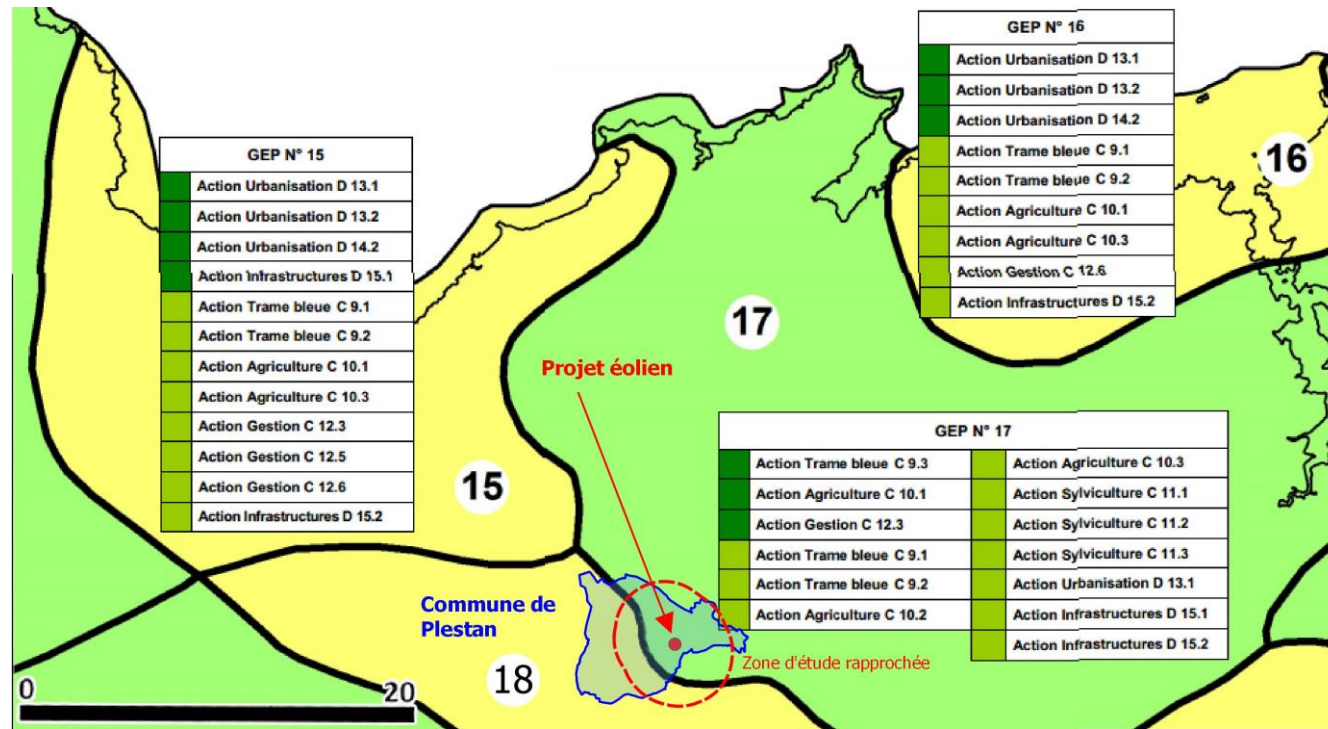 GEP N° 15
Action Urbanisation D 13.1
Action Urbanisation D 13.2
Action Urbanisation D 14.2
Action Infrastructures D 15.1
Action Trame bleue C 9.1
Action Trame bleue C 9.2
Action Agriculture C 10.1
Action Agriculture C 10.3
Action Gestion C 12.3
Action Gestion C 12.5
Action Gestion C 12.6
Action Infrastructures D 15.2
GEP N° 16
Action Urbanisation D 13.1
Action Urbanisation D 13.2
Action Urbanisation D 14.2
Action Trame bleue C 9.1
Action Trame bleue C 9.2
Action Agriculture C 10.1
Action Agriculture C 10.3
Action Gestion C 12.6
Action Infrastructures D 15.2
16
17
Projet éolien
15
GEP N° 17
Action Trame bleue C 9.3
Action Agriculture C 10.1
Action Gestion C 12.3
Action Trame bleue C 9.1
Action Trame bleue C 9.2
Action Agriculture C 10.2
Action Agriculture C 10.3
Action Sylviculture C 11.1
Action Sylviculture C 11.2
Action Sylviculture C 11.3
Action Urbanisation D 13.1
Action Infrastructures D 15.1
Action Infrastructures D 15.2
Commune de
Plestan
Zone d'étude rapprochée
18
0 20